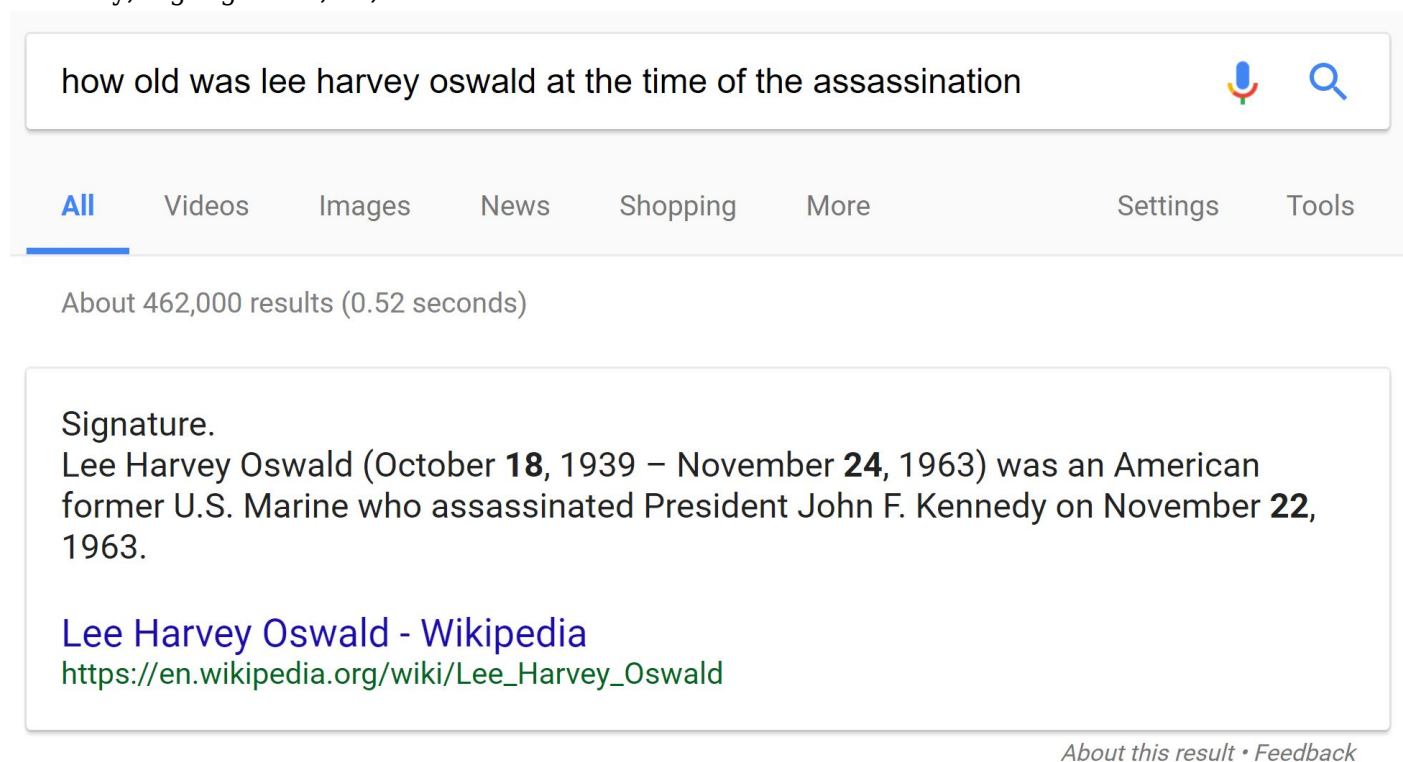 how old was lee harvey oswald at the time of the assassination
All Videos Images News Shopping More Settings Tools
About 462,000 results (0.52 seconds)
Signature.
Lee Harvey Oswald (October 18, 1939 – November 24, 1963) was an American
former U.S. Marine who assassinated President John F. Kennedy on November 22,
1963.
Lee Harvey Oswald - Wikipedia
https://en.wikipedia.org/wiki/Lee_Harvey_Oswald
About this result • Feedback